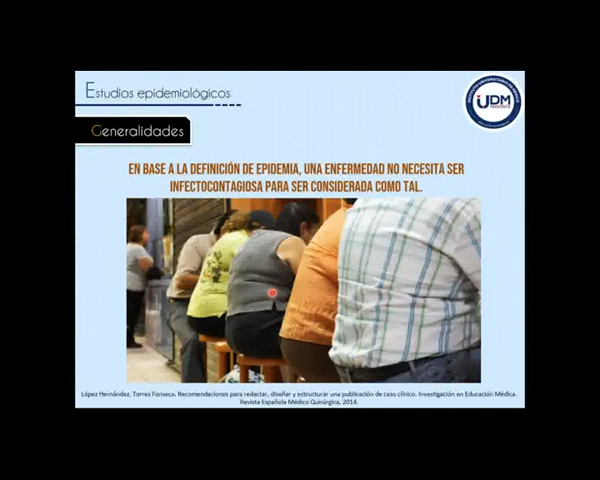 Estudios epidemiológicos
UDM
Generalidades
EN BASE A LA DEFINICIÓN DE EPIDEMIA, UNA ENFERMEDAD NO NECESITA SER
INFECTOCONTAGIOSA PARA SER CONSIDERADA COMO TAL.
López Hernández, Torres Fonseca. Recomendaciones para redactar, diseñar y estructurar una publicación de caso clínico. Investigación en Educación Médica.
Revista Española Médico Quirúrgica, 2014.